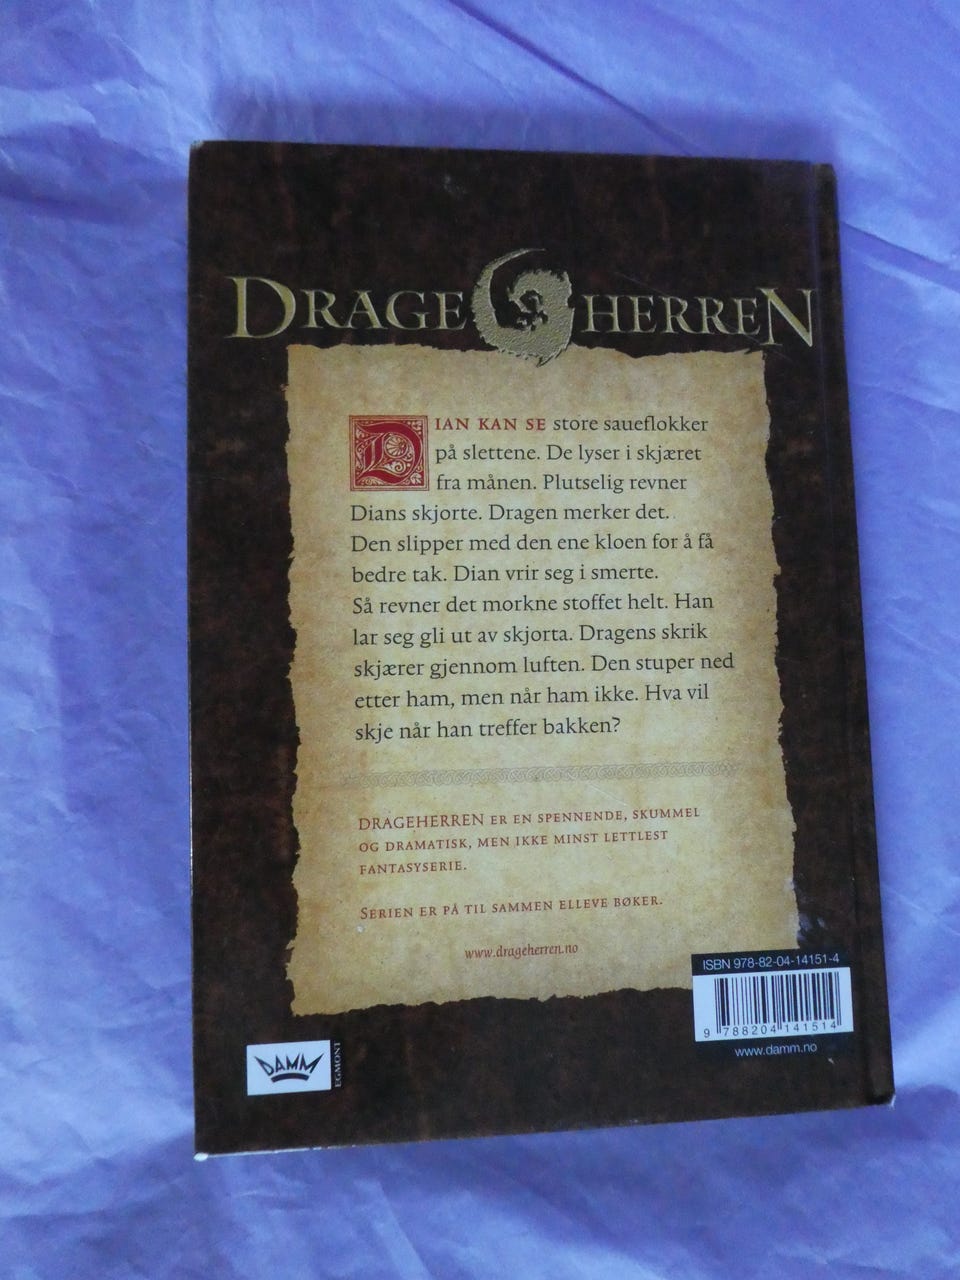 DRAGEHERREN
DIAN KAN SE store saueflokker
på slettene. De lyser i skjæret
fra månen. Plutselig revner
Dians skjorte. Dragen merker det.
Den slipper med den ene kloen for å få
bedre tak. Dian vrir seg i smerte.
Så revner det morkne stoffet helt. Han
lar seg gli ut av skjorta. Dragens skrik
skjærer gjennom luften. Den stuper ned
etter ham, men når ham ikke. Hva vil
skje når han treffer bakken?
DRAGEHERREN ER EN SPENNENDE, SKUMMEL
OG DRAMATISK, MEN IKKE MINST LETTLEST
FANTASYSERIE.
SERIEN ER PÅ TIL SAMMEN ELLEVE BØKER.
www.drageherren.no
ISBN 978-82-04-14151-4
9 788204 141514
www.damm.no
DAMM
EGMONT